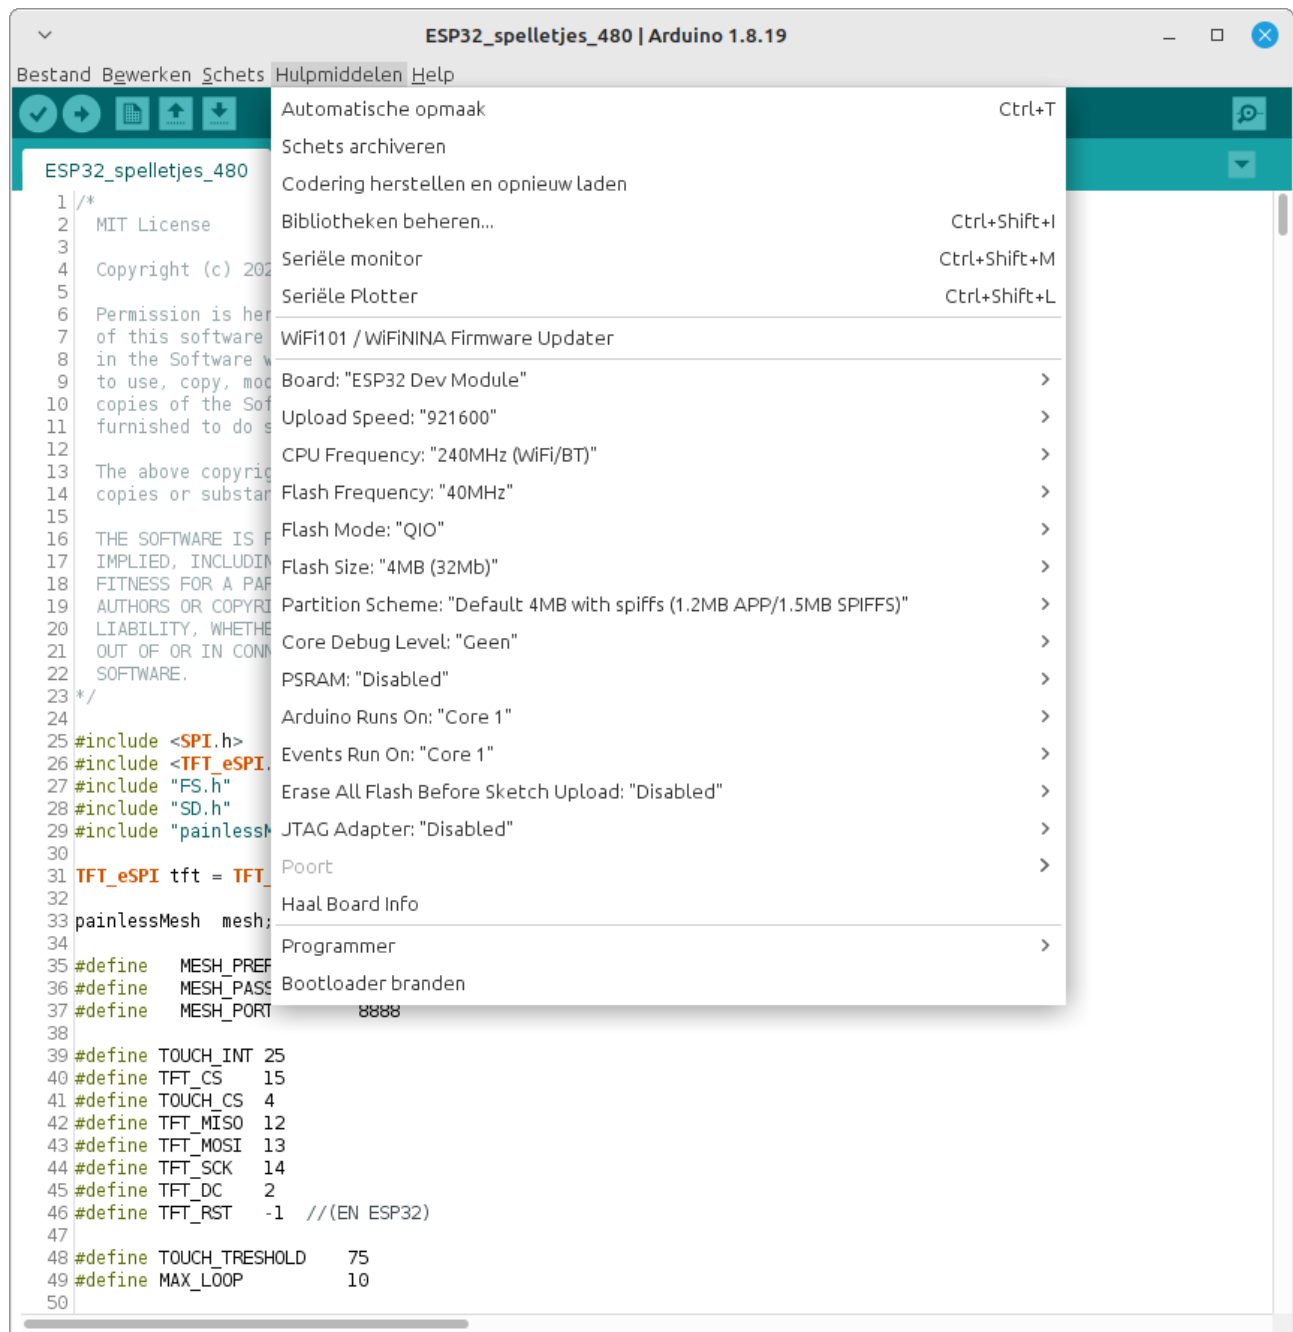 ESP32_spelletjes_480 | Arduino 1.8.19
Bestand Bewerken Schets Hulpmiddelen Help
ESP32_spelletjes_480
Automatische opmaak Ctrl+T
Schets archiveren
Codering herstellen en opnieuw laden
Bibliotheken beheren... Ctrl+Shift+I
Seriële monitor Ctrl+Shift+M
Seriële Plotter Ctrl+Shift+L
WiFi101 / WiFiNINA Firmware Updater
Board: "ESP32 Dev Module"
Upload Speed: "921600"
CPU Frequency: "240MHz (WiFi/BT)"
Flash Frequency: "40MHz"
Flash Mode: "QIO"
Flash Size: "4MB (32Mb)"
Partition Scheme: "Default 4MB with spiffs (1.2MB APP/1.5MB SPIFFS)"
Core Debug Level: "Geen"
PSRAM: "Disabled"
Arduino Runs On: "Core 1"
Events Run On: "Core 1"
Erase All Flash Before Sketch Upload: "Disabled"
JTAG Adapter: "Disabled"
Poort
Haal Board Info
Programmer
Bootloader branden
1 /*
2 MIT License
3
4 Copyright (c) 202
5
6 Permission is her
7 of this software
8 in the Software w
9 to use, copy, mod
10 copies of the Sof
11 furnished to do s
12
13 The above copyrig
14 copies or substan
15
16 THE SOFTWARE IS P
17 IMPLIED, INCLUDIN
18 FITNESS FOR A PAR
19 AUTHORS OR COPYRI
20 LIABILITY, WHETHE
21 OUT OF OR IN CONN
22 SOFTWARE.
23 */
24
25 #include <SPI.h>
26 #include <TFT_eSPI.
27 #include "FS.h"
28 #include "SD.h"
29 #include "painlessM
30
31 TFT_eSPI tft = TFT_
32
33 painlessMesh mesh;
34
35 #define MESH_PREF
36 #define MESH_PASS
37 #define MESH_PORT 8888
38
39 #define TOUCH_INT 25
40 #define TFT_CS 15
41 #define TOUCH_CS 4
42 #define TFT_MISO 12
43 #define TFT_MOSI 13
44 #define TFT_SCK 14
45 #define TFT_DC 2
46 #define TFT_RST -1 //(EN ESP32)
47
48 #define TOUCH_TRESHOLD 75
49 #define MAX_LOOP 10
50